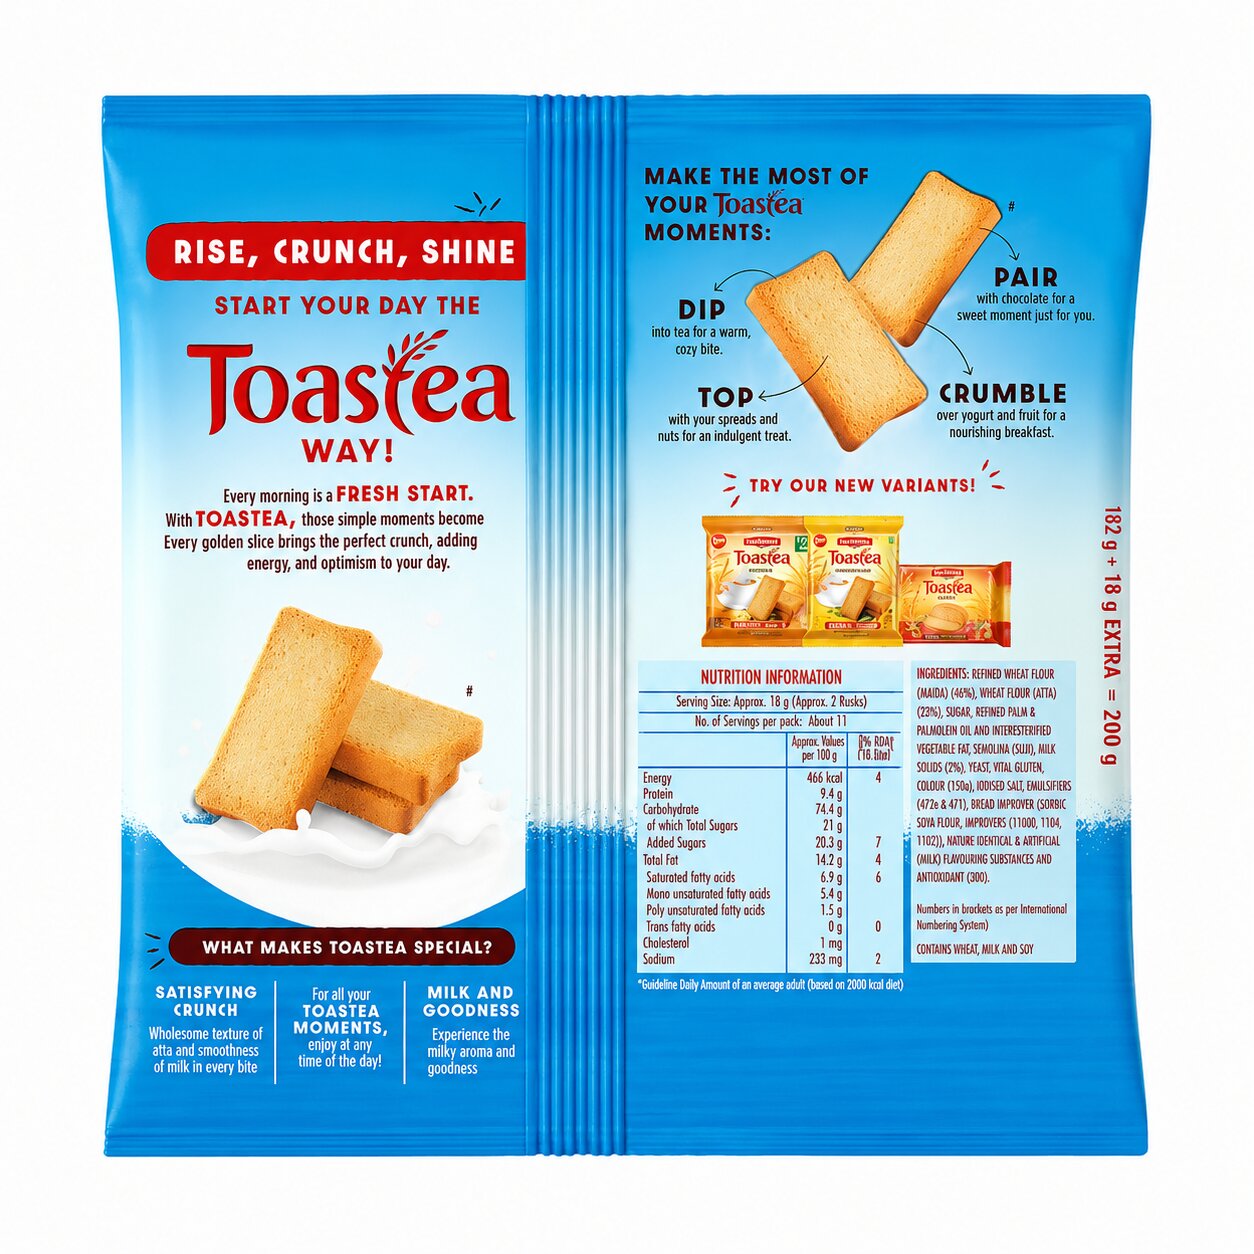 RISE, CRUNCH, SHINE
START YOUR DAY THE
Toastea
WAY!
Every morning is a FRESH START.
With TOASTEA, those simple moments become
Every golden slice brings the perfect crunch, adding
energy, and optimism to your day.
#
WHAT MAKES TOASTEA SPECIAL?
SATISFYING
CRUNCH
Wholesome texture of
atta and smoothness
of milk in every bite
For all your
TOASTEA
MOMENTS,
enjoy at any
time of the day!
MILK AND
GOODNESS
Experience the
milky aroma and
goodness
MAKE THE MOST OF
YOUR Toastea
MOMENTS:
#
DIP
into tea for a warm,
cozy bite.
PAIR
with chocolate for a
sweet moment just for you.
TOP
with your spreads and
nuts for an indulgent treat.
CRUMBLE
over yogurt and fruit for a
nourishing breakfast.
TRY OUR NEW VARIANTS!
Toastea
Toastea
Toastea
NUTRITION INFORMATION
Serving Size: Approx. 18 g (Approx. 2 Rusks)
No. of Servings per pack: About 11
Approx. Values
per 100 g
% RDA
Energy 466 kcal 4
Protein 9.4 g
Carbohydrate 74.4 g
of which Total Sugars 21 g
Added Sugars 20.3 g 7
Total Fat 14.2 g 4
Saturated fatty acids 6.9 g 6
Mono unsaturated fatty acids 5.4 g
Poly unsaturated fatty acids 1.5 g
Trans fatty acids 0 g 0
Cholesterol 1 mg
Sodium 233 mg 2
*Guideline Daily Amount of an average adult (based on 2000 kcal diet)
INGREDIENTS: REFINED WHEAT FLOUR
(MAIDA) (46%), WHEAT FLOUR (ATTA)
(23%), SUGAR, REFINED PALM &
PALMOLEIN OIL AND INTERESTERIFIED
VEGETABLE FAT, SEMOLINA (SUJI), MILK
SOLIDS (2%), YEAST, VITAL GLUTEN,
COLOUR (150a), IODISED SALT, EMULSIFIERS
(472e & 471), BREAD IMPROVER (SORBIC
SOYA FLOUR, IMPROVERS (11000, 1104,
1102)), NATURE IDENTICAL & ARTIFICIAL
(MILK) FLAVOURING SUBSTANCES AND
ANTIOXIDANT (300).
Numbers in brockets as per International
Numbering System)
CONTAINS WHEAT, MILK AND SOY
182 g + 18 g EXTRA = 200 g